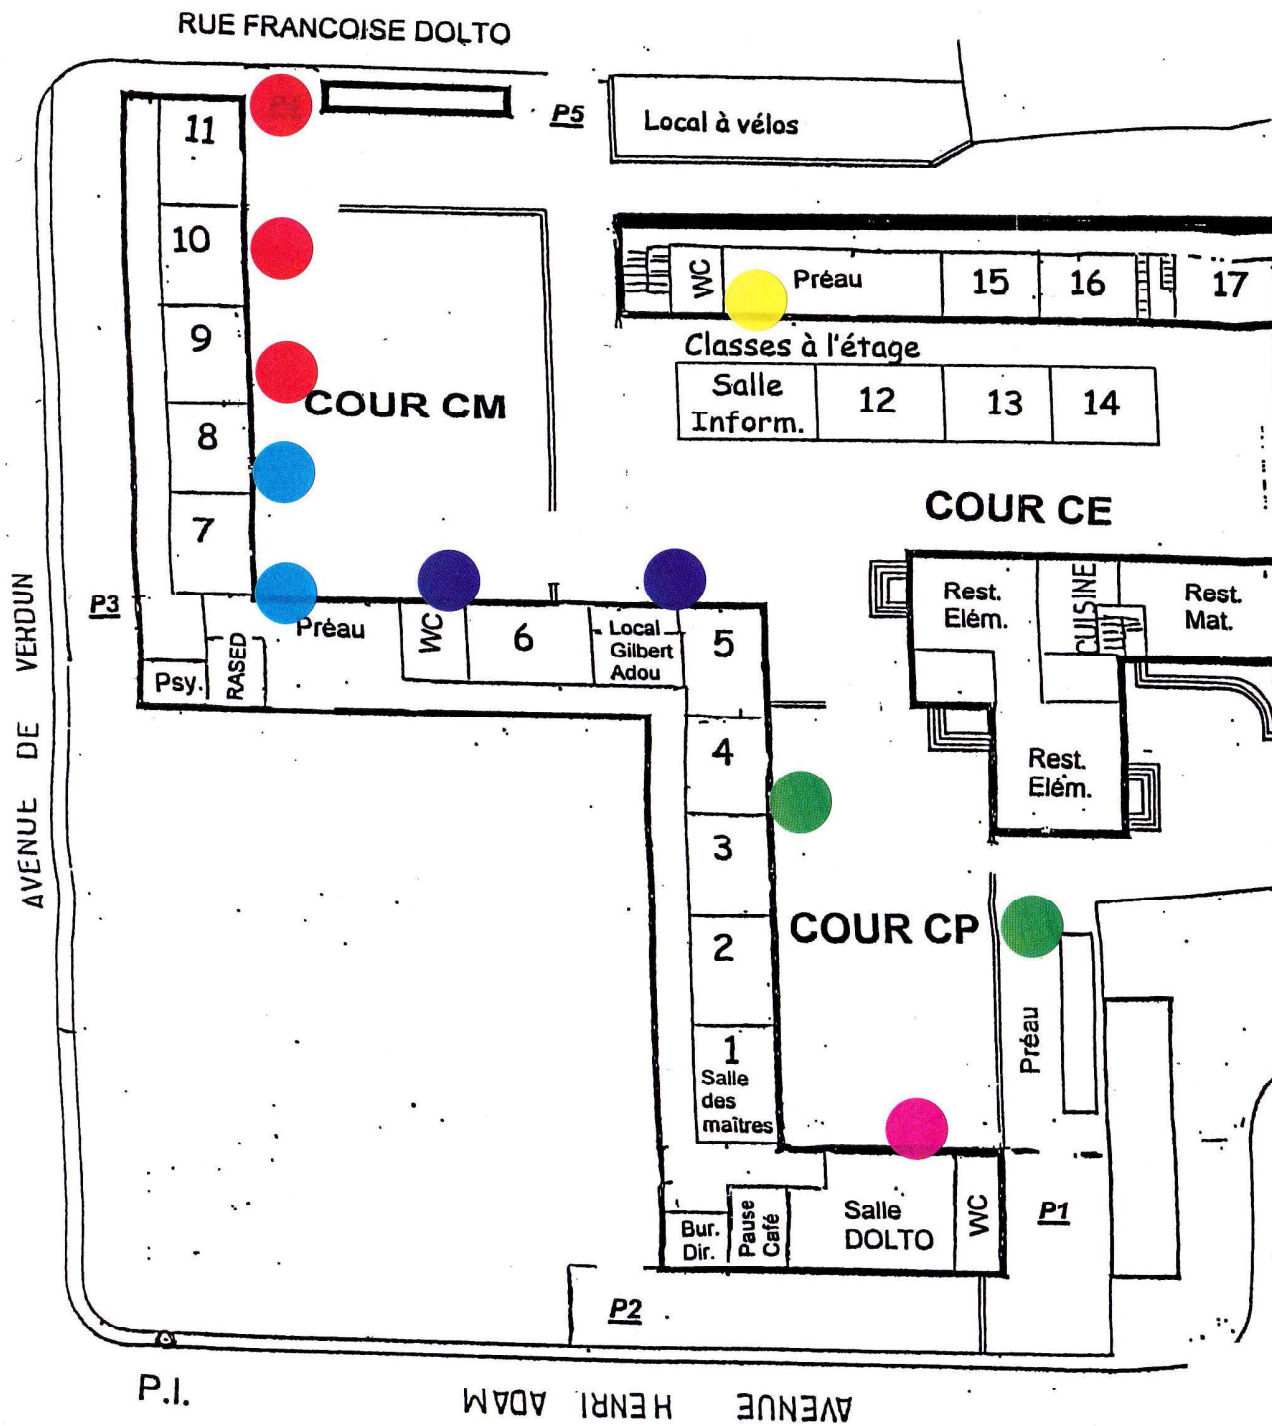 RUE FRANCOISE DOLTO
P4
P5
Local à vélos
11
10
9
8
7
WC
Préau
15
16
17
Classes à l'étage
Salle
Inform.
12
13
14
COUR CM
COUR CE
P3
Psy.
RASED
Préau
WC
6
Local
Gilbert
Adou
5
4
3
2
1
Salle
des
maîtres
Rest.
Elém.
CUISINE
Rest.
Mat.
Rest.
Elém.
COUR CP
Préau
Bur.
Dir.
Pause
Café
Salle
DOLTO
WC
P1
P2
AVENUE DE VERDUN
P.I.
AVENUE HENRI ADAM